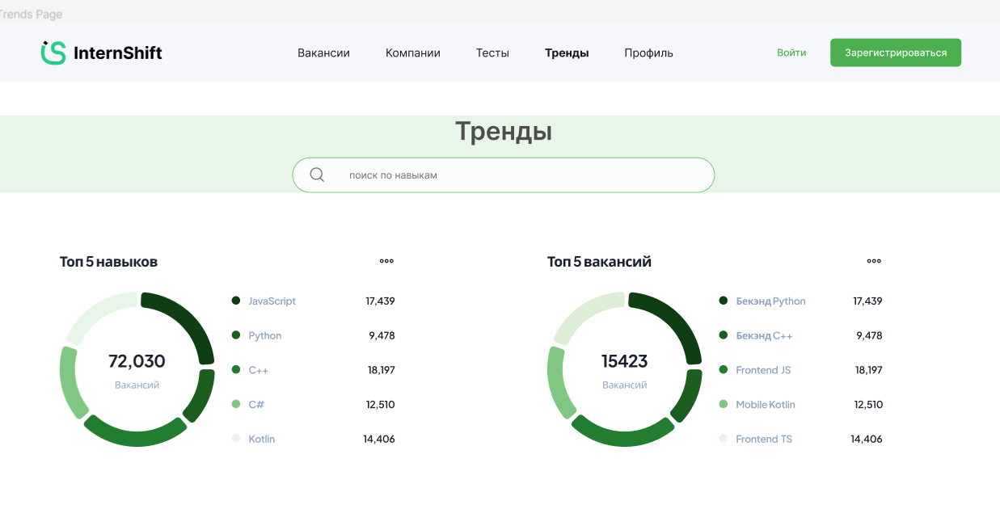 Trends Page
InternShift
Вакансии Компании Тесты Тренды Профиль Войти Зарегистрироваться
Тренды
поиск по навыкам
Топ 5 навыков
72,030
Вакансий
JavaScript 17,439
Python 9,478
C++ 18,197
C# 12,510
Kotlin 14,406
Топ 5 вакансий
15423
Вакансий
Бекэнд Python 17,439
Бекэнд C++ 9,478
Frontend JS 18,197
Mobile Kotlin 12,510
Frontend TS 14,406